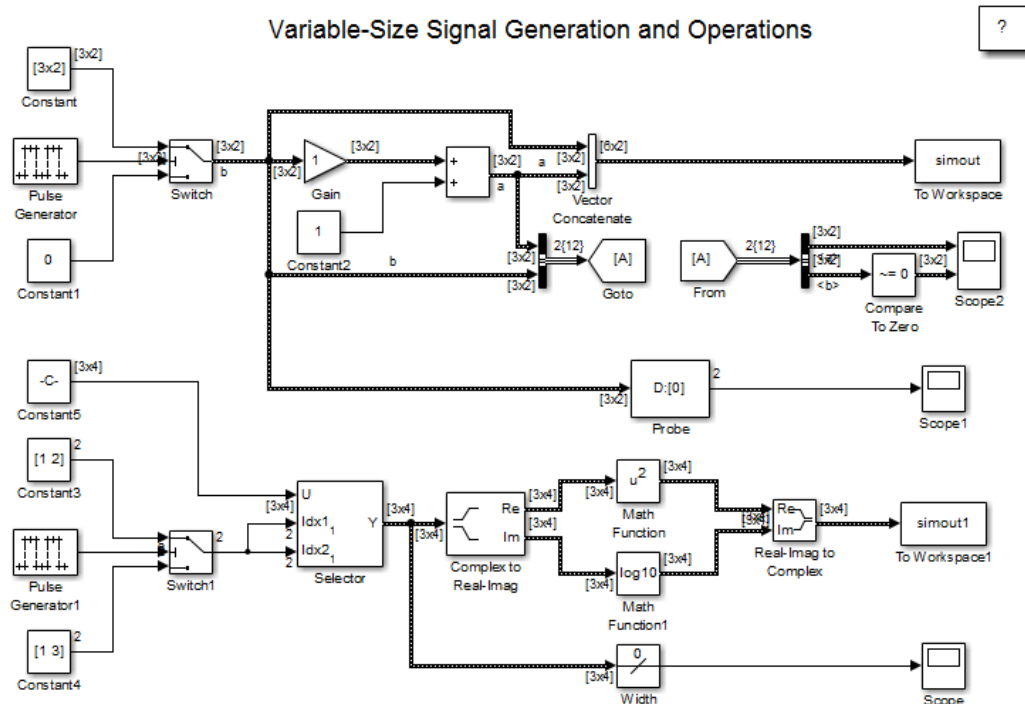 Variable-Size Signal Generation and Operations
?
[3x2]
[3x2]
Constant
[3x2]
Pulse
Generator
[3x2]
b
Switch
0
Constant1
[3x2]
1
Gain
[3x2]
1
Constant2
+
+
[3x2]
a
a
[3x2]
[3x2]
[6x2]
Vector
Concatenate
simout
To Workspace
b
[3x2]
[3x2]
2{12}
[A]
Goto
[A]
From
2{12}
[3x2]
<b>
~= 0
Compare
To Zero
[3x2]
Scope2
-C-
[3x4]
Constant5
[3x2]
D:[0]
Probe
2
Scope1
[1 2]
2
Constant3
Pulse
Generator1
2
Switch1
[1 3]
2
Constant4
[3x4]
2
2
U
Idx1
1
Idx2
1
Y
Selector
[3x4]
[3x4]
Re
Im
Complex to
Real-Imag
[3x4]
[3x4]
[3x4]
u2
[3x4]
Math
Function
[3x4]
log10
[3x4]
Math
Function1
Re
Im
Real-Imag to
Complex
[3x4]
simout1
To Workspace1
[3x4]
0
Width
Scope